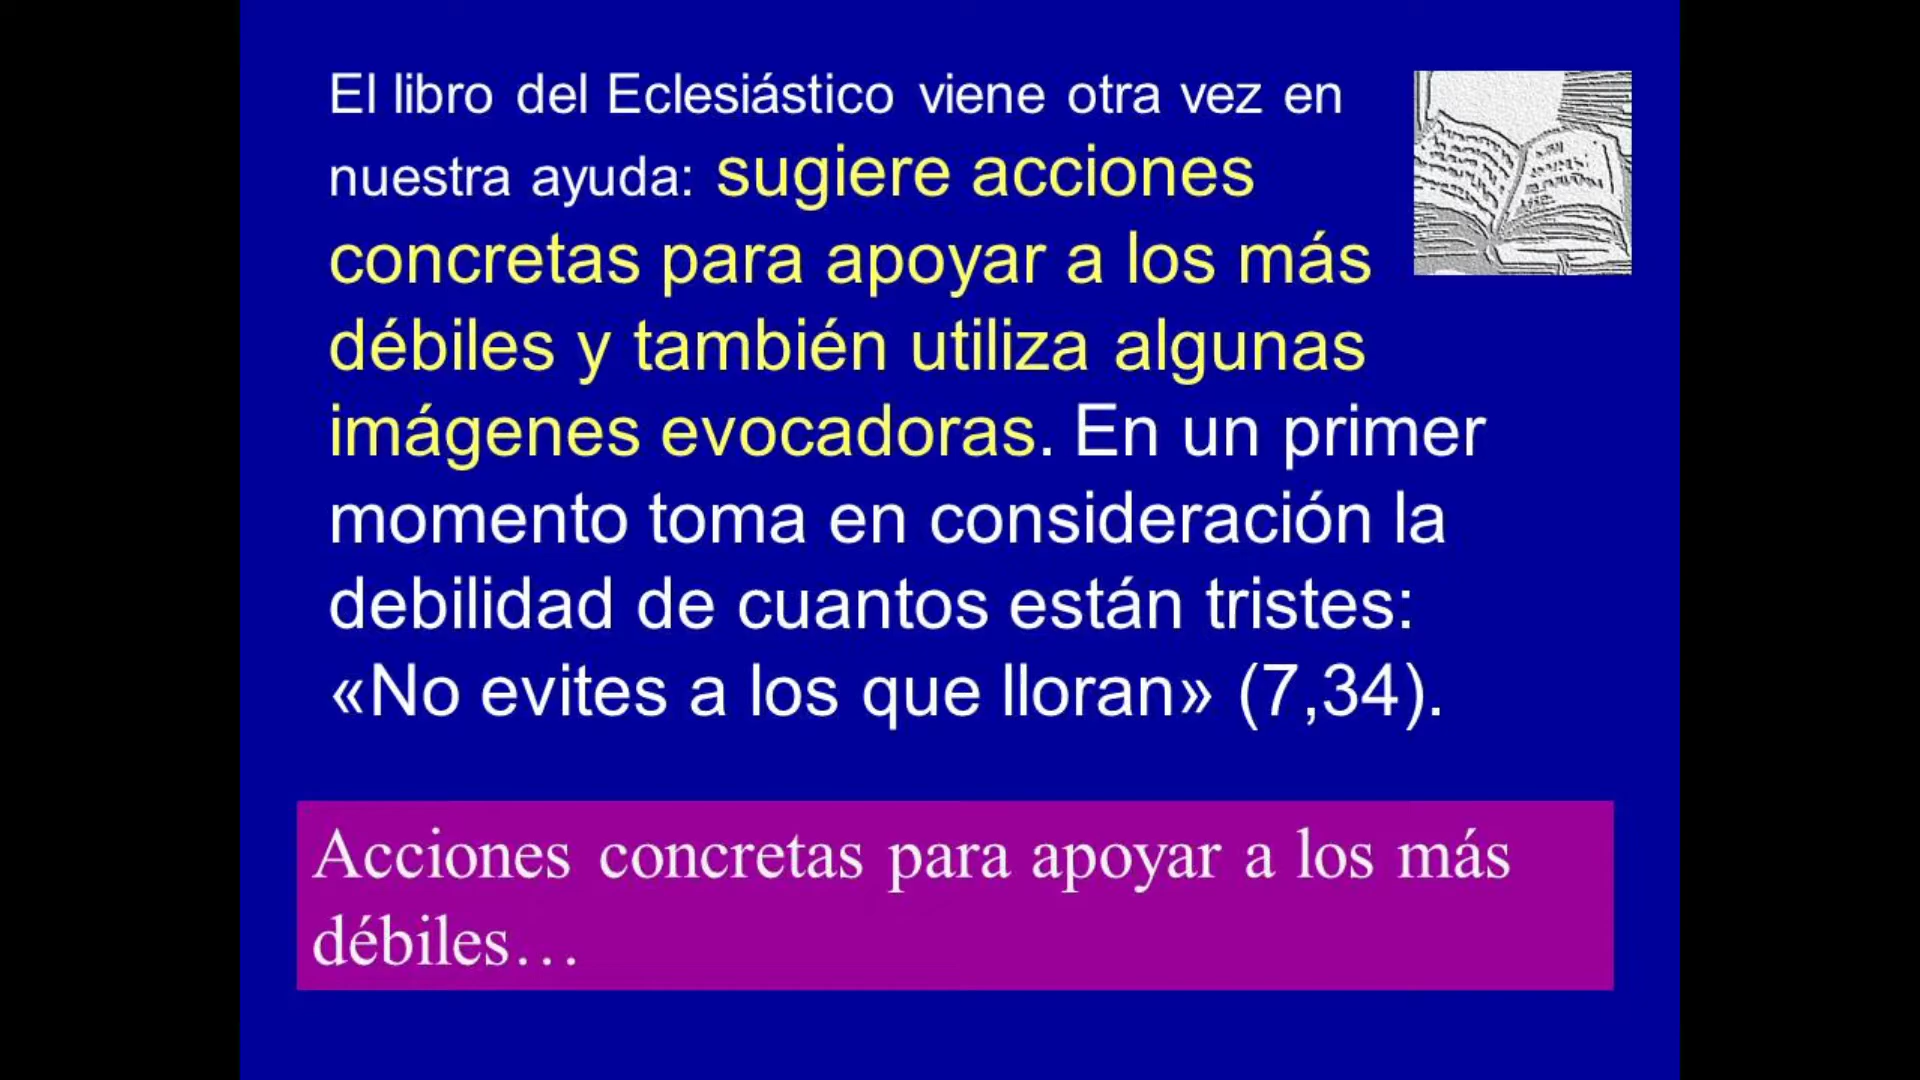 El libro del Eclesiástico viene otra vez en
nuestra ayuda: sugiere acciones
concretas para apoyar a los más
débiles y también utiliza algunas
imágenes evocadoras. En un primer
momento toma en consideración la
debilidad de cuantos están tristes:
«No evites a los que lloran» (7,34).
Acciones concretas para apoyar a los más
débiles…